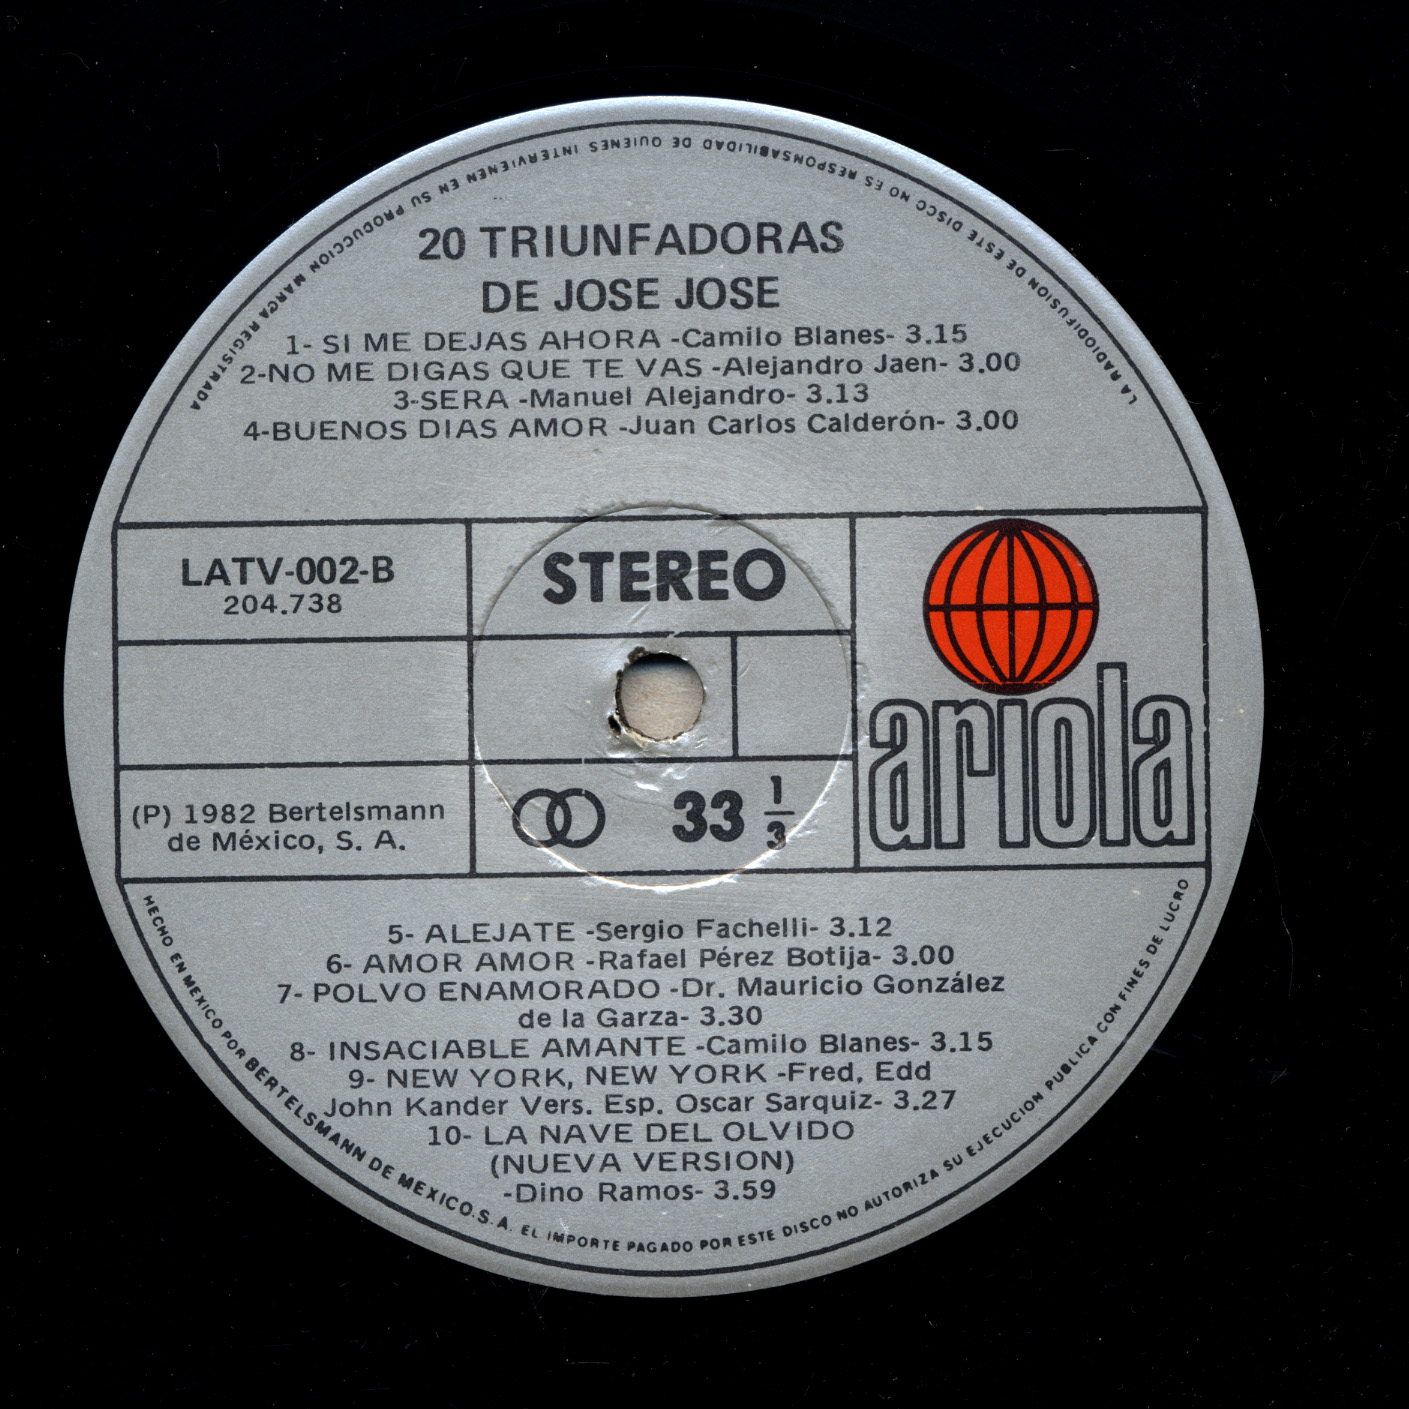 LA RADIODIFUSION DE ESTE DISCO NO ES RESPONSABILIDAD DE QUIENES INTERVIENEN EN SU PRODUCCION MARCA REGISTRADA
20 TRIUNFADORAS
DE JOSE JOSE
1- SI ME DEJAS AHORA -Camilo Blanes- 3.15
2-NO ME DIGAS QUE TE VAS -Alejandro Jaen- 3.00
3-SERA -Manuel Alejandro- 3.13
4-BUENOS DIAS AMOR -Juan Carlos Calderón- 3.00
LATV-002-B
204.738
STEREO
ariola
(P) 1982 Bertelsmann
de México, S. A.
33 1/3
5- ALEJATE -Sergio Fachelli- 3.12
6- AMOR AMOR -Rafael Pérez Botija- 3.00
7- POLVO ENAMORADO -Dr. Mauricio González
de la Garza- 3.30
8- INSACIABLE AMANTE -Camilo Blanes- 3.15
9- NEW YORK, NEW YORK -Fred, Edd
John Kander Vers. Esp. Oscar Sarquiz- 3.27
10- LA NAVE DEL OLVIDO
(NUEVA VERSION)
-Dino Ramos- 3.59
HECHO EN MEXICO POR BERTELSMANN DE MEXICO. S. A. EL IMPORTE PAGADO POR ESTE DISCO NO AUTORIZA SU EJECUCION PUBLICA CON FINES DE LUCRO